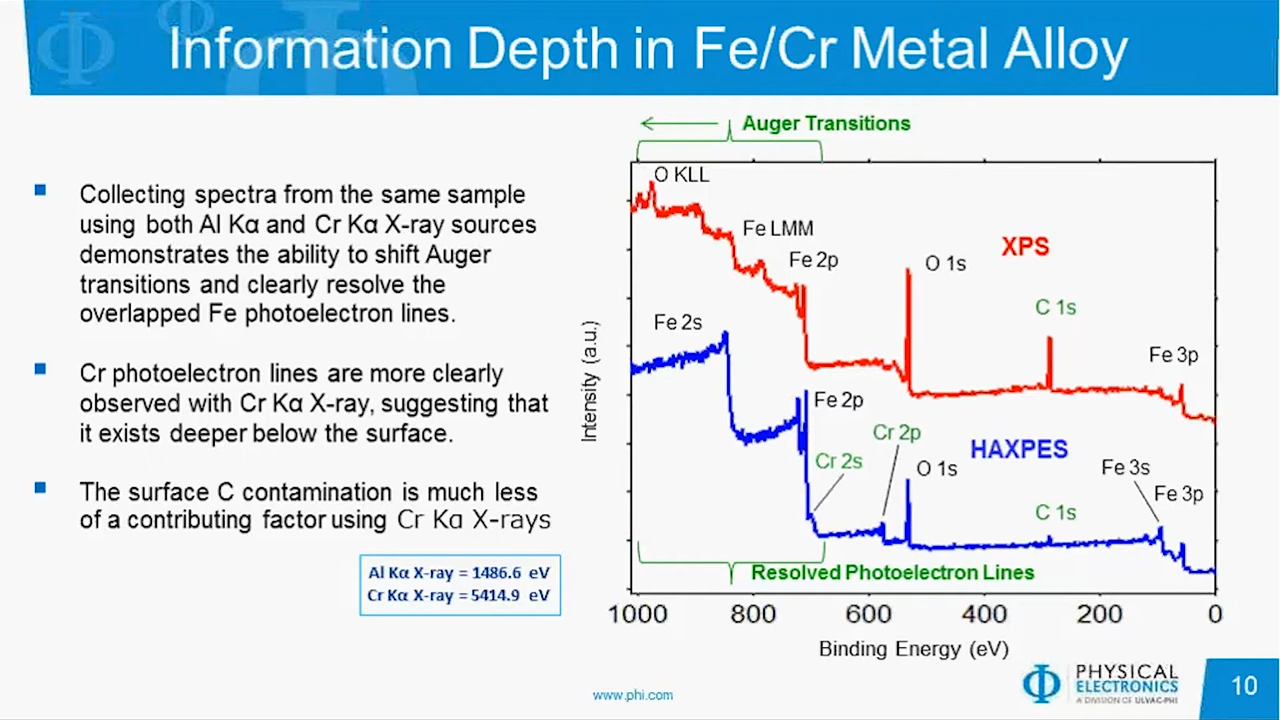 Information Depth in Fe/Cr Metal Alloy
Collecting spectra from the same sample
using both Al Kα and Cr Kα X-ray sources
demonstrates the ability to shift Auger
transitions and clearly resolve the
overlapped Fe photoelectron lines.
Cr photoelectron lines are more clearly
observed with Cr Kα X-ray, suggesting that
it exists deeper below the surface.
The surface C contamination is much less
of a contributing factor using Cr Kα X-rays
Al Kα X-ray = 1486.6 eV
Cr Kα X-ray = 5414.9 eV
Auger Transitions
O KLL
Fe LMM
Fe 2p
O 1s
XPS
C 1s
Fe 3p
Fe 2s
Fe 2p
Cr 2p
Cr 2s
O 1s
HAXPES
C 1s
Fe 3s
Fe 3p
Resolved Photoelectron Lines
Intensity (a.u.)
1000 800 600 400 200 0
Binding Energy (eV)
www.phi.com
PHYSICAL
ELECTRONICS
A DIVISION OF ULVAC-PHI
10